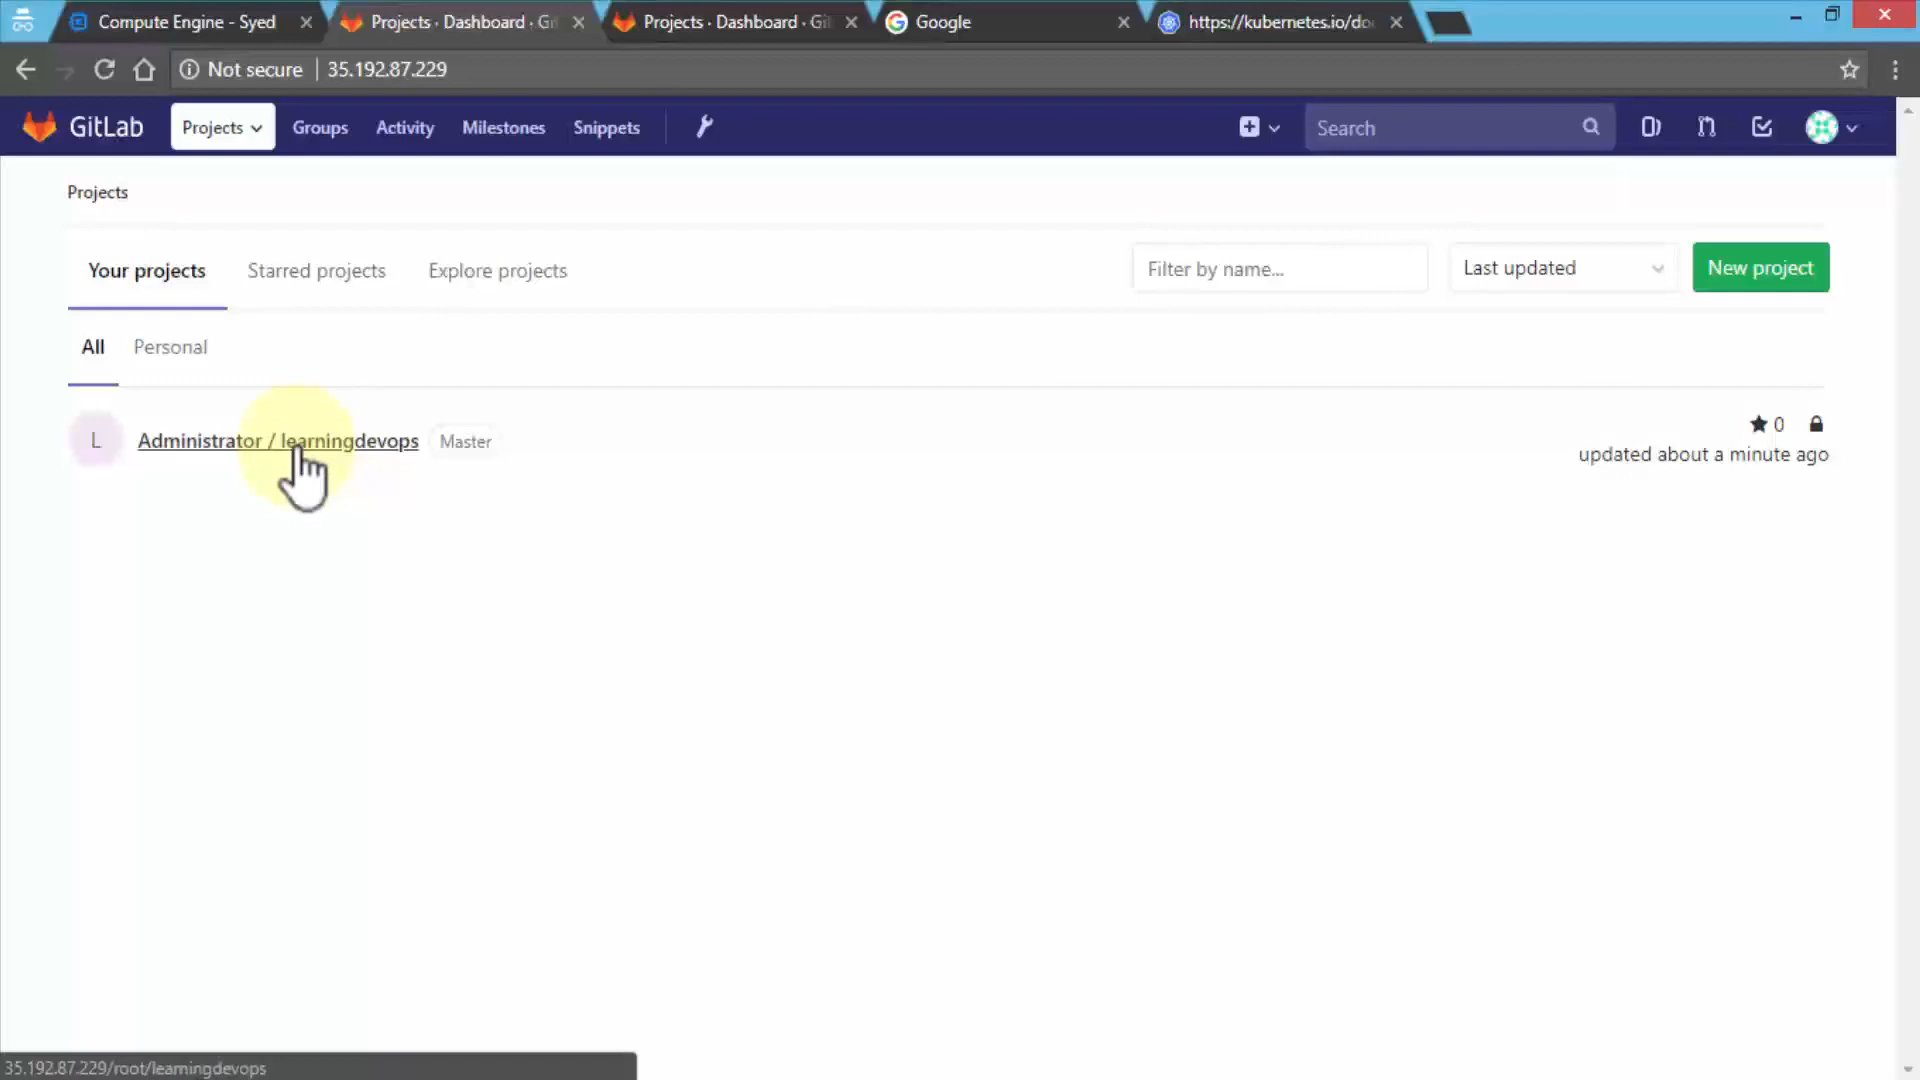 Compute Engine - Syed
Projects · Dashboard · Git
Projects · Dashboard · Git
Google
https://kubernetes.io/doc
Not secure
35.192.87.229
GitLab
Projects
Groups
Activity
Milestones
Snippets
Search
Projects
Your projects
Starred projects
Explore projects
Filter by name...
Last updated
New project
All
Personal
L
Administrator / learningdevops
Master
0
updated about a minute ago
35.192.87.229/root/learningdevops